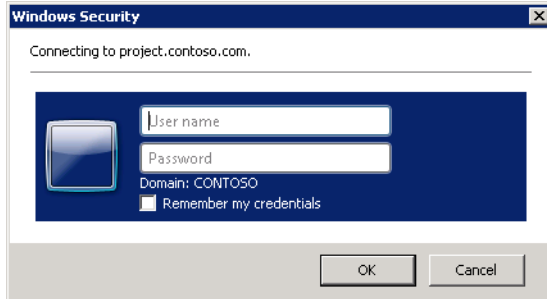 Windows Security
Connecting to project.contoso.com.
User name
Password
Domain: CONTOSO
Remember my credentials
OK
Cancel